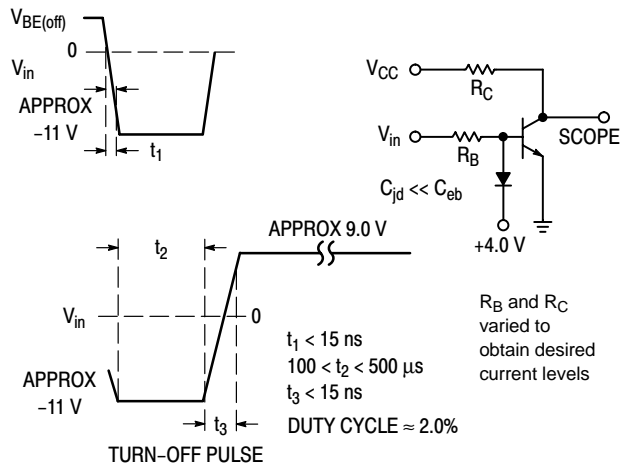 V_BE(off)
0
V_in
APPROX
−11 V
t_1
V_CC
R_C
V_in
R_B
SCOPE
C_jd << C_eb
+4.0 V
t_2
APPROX 9.0 V
V_in
0
APPROX
−11 V
t_3
TURN−OFF PULSE
t_1 < 15 ns
100 < t_2 < 500 μs
t_3 < 15 ns
DUTY CYCLE ≈ 2.0%
R_B and R_C
varied to
obtain desired
current levels